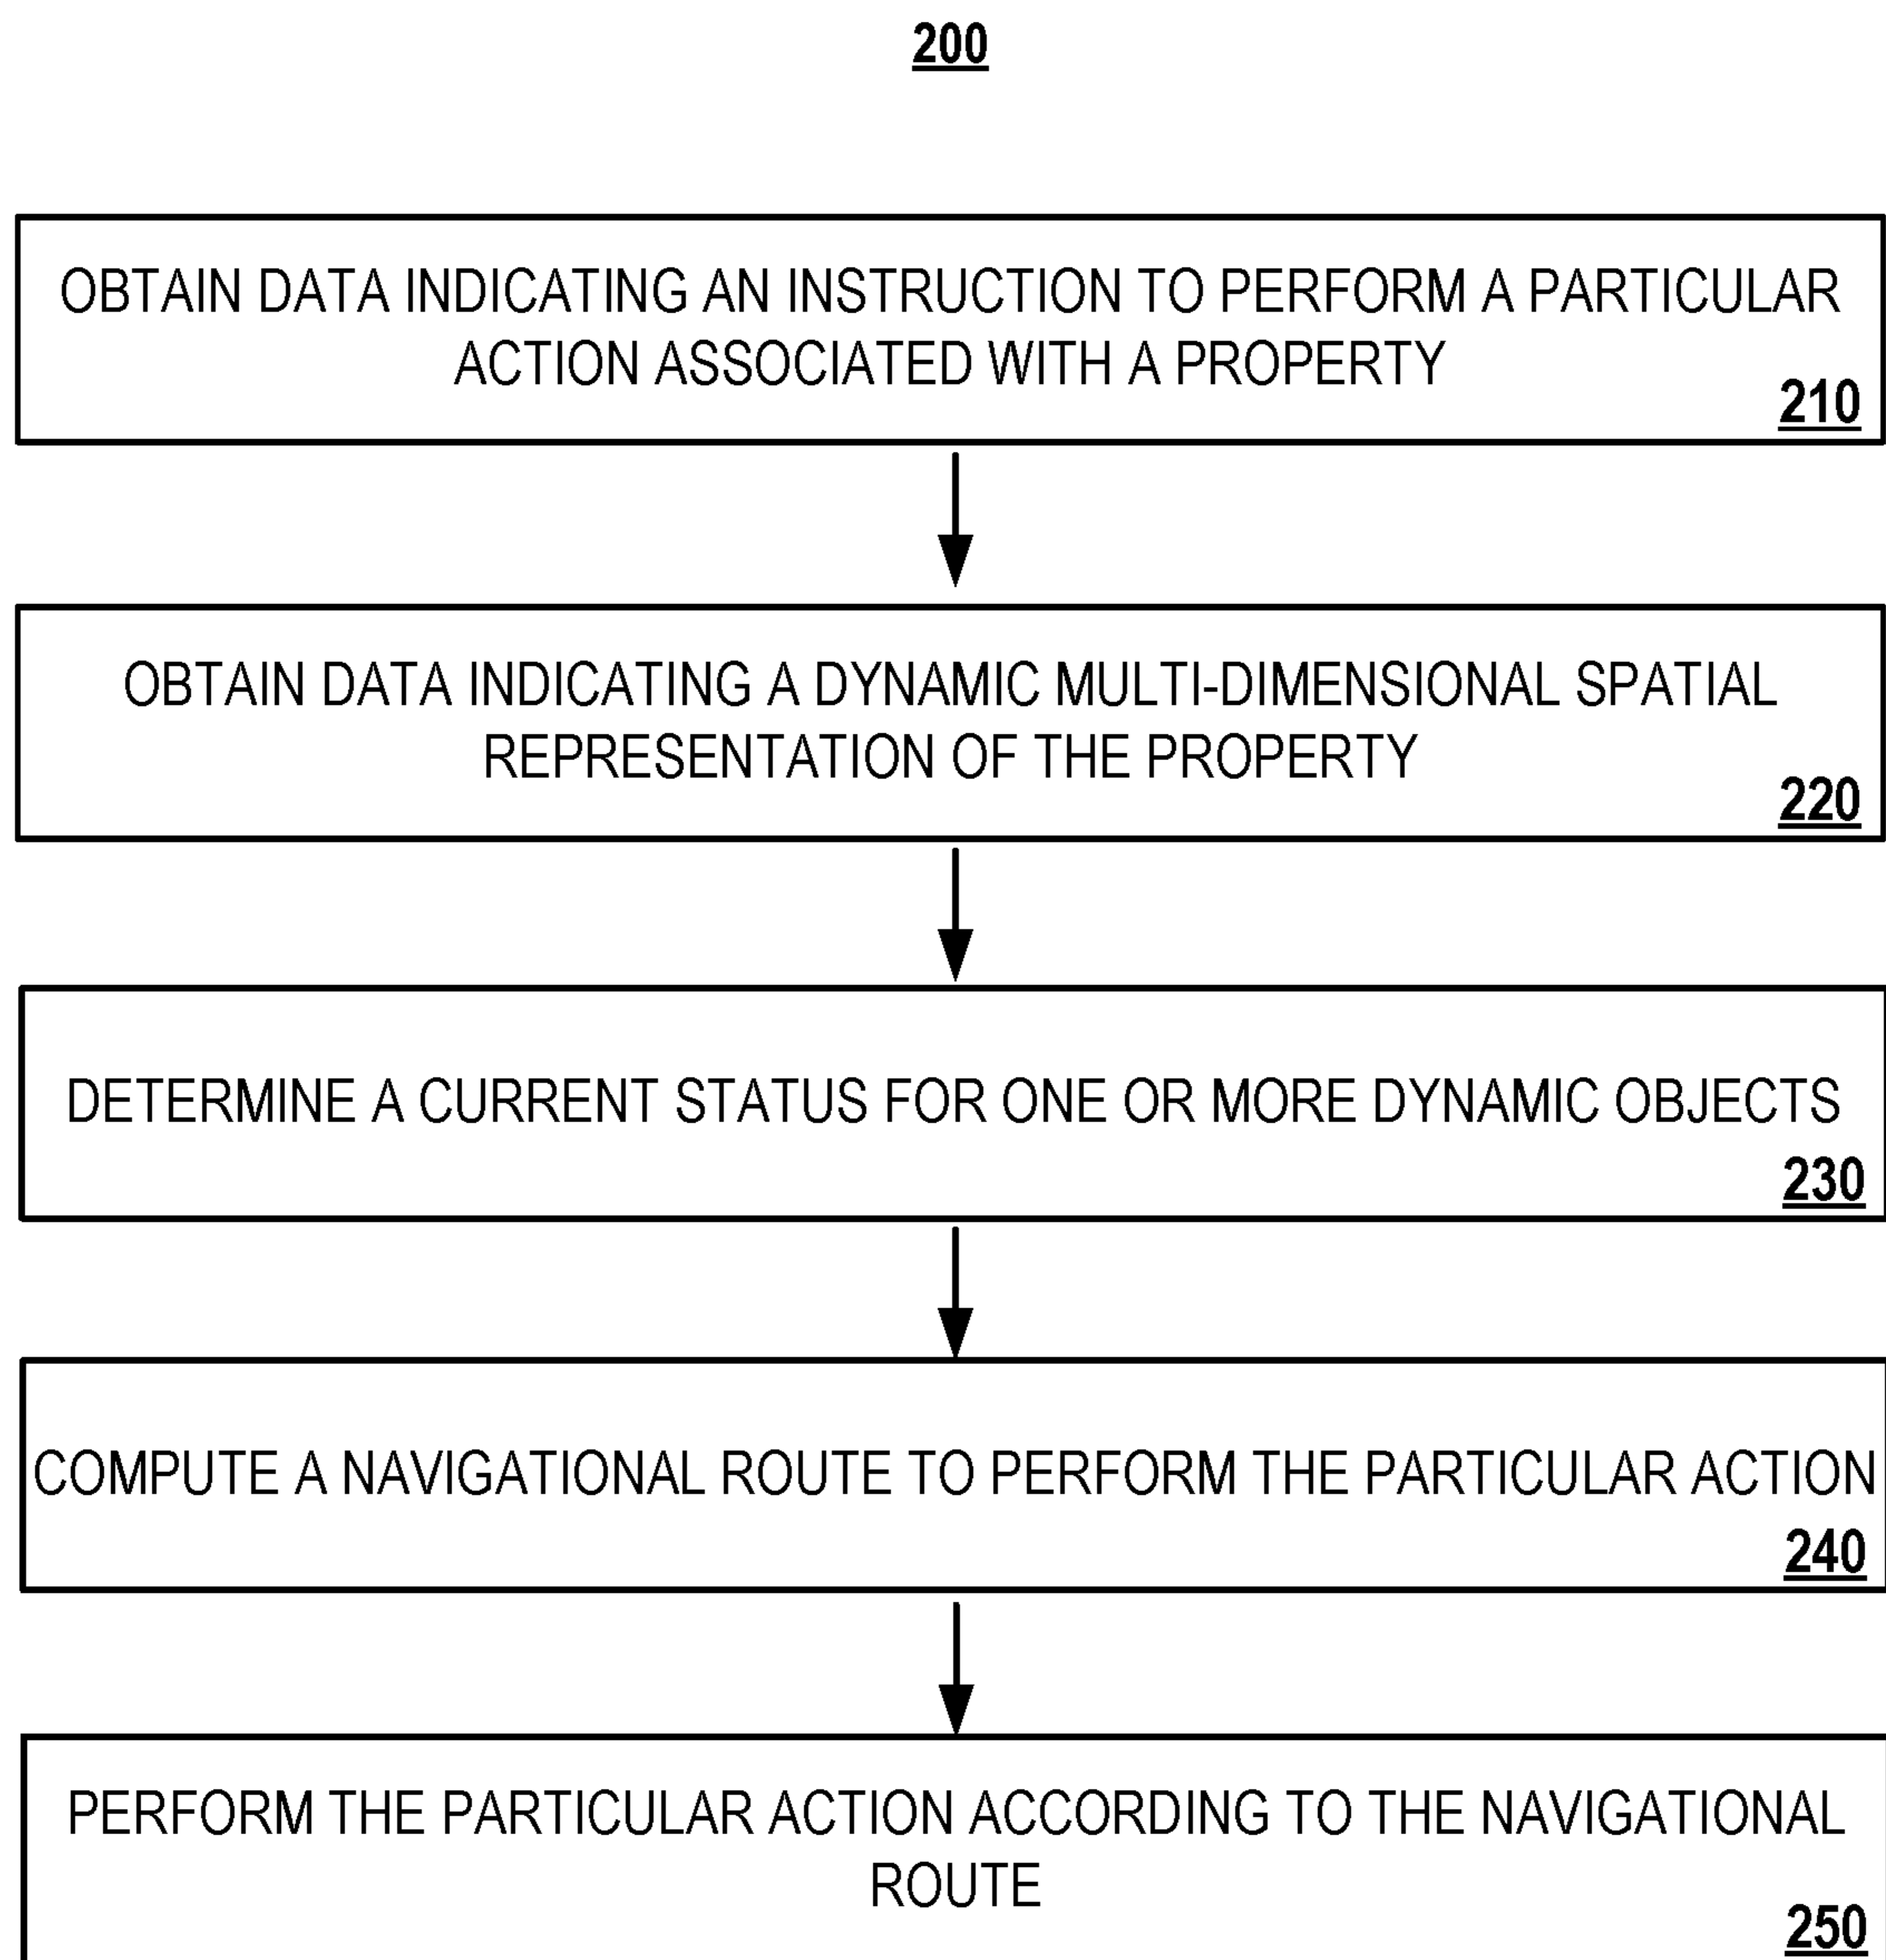 200
OBTAIN DATA INDICATING AN INSTRUCTION TO PERFORM A PARTICULAR
ACTION ASSOCIATED WITH A PROPERTY
210
OBTAIN DATA INDICATING A DYNAMIC MULTI-DIMENSIONAL SPATIAL
REPRESENTATION OF THE PROPERTY
220
DETERMINE A CURRENT STATUS FOR ONE OR MORE DYNAMIC OBJECTS
230
COMPUTE A NAVIGATIONAL ROUTE TO PERFORM THE PARTICULAR ACTION
240
PERFORM THE PARTICULAR ACTION ACCORDING TO THE NAVIGATIONAL
ROUTE
250